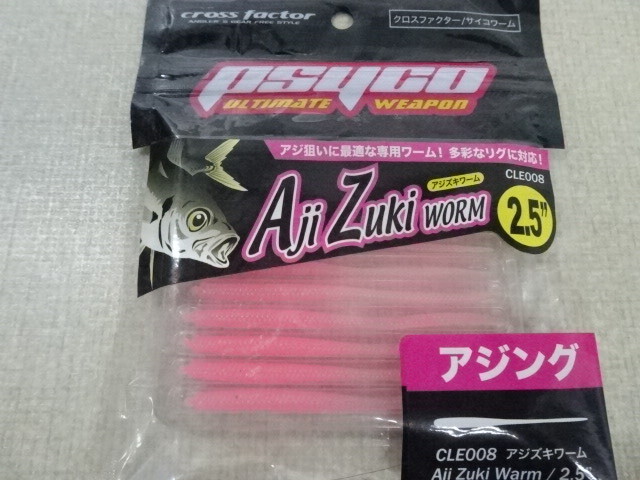 cross factor
ANGLER'S GEAR FREE STYLE
クロスファクター/サイコワーム
PSYCO
ULTIMATE WEAPON
アジ狙いに最適な専用ワーム！多彩なリグに対応！
CLE008
アジズキワーム
Aji Zuki WORM
2.5"
アジング
CLE008 アジズキワーム
Aji Zuki Warm / 2.5"